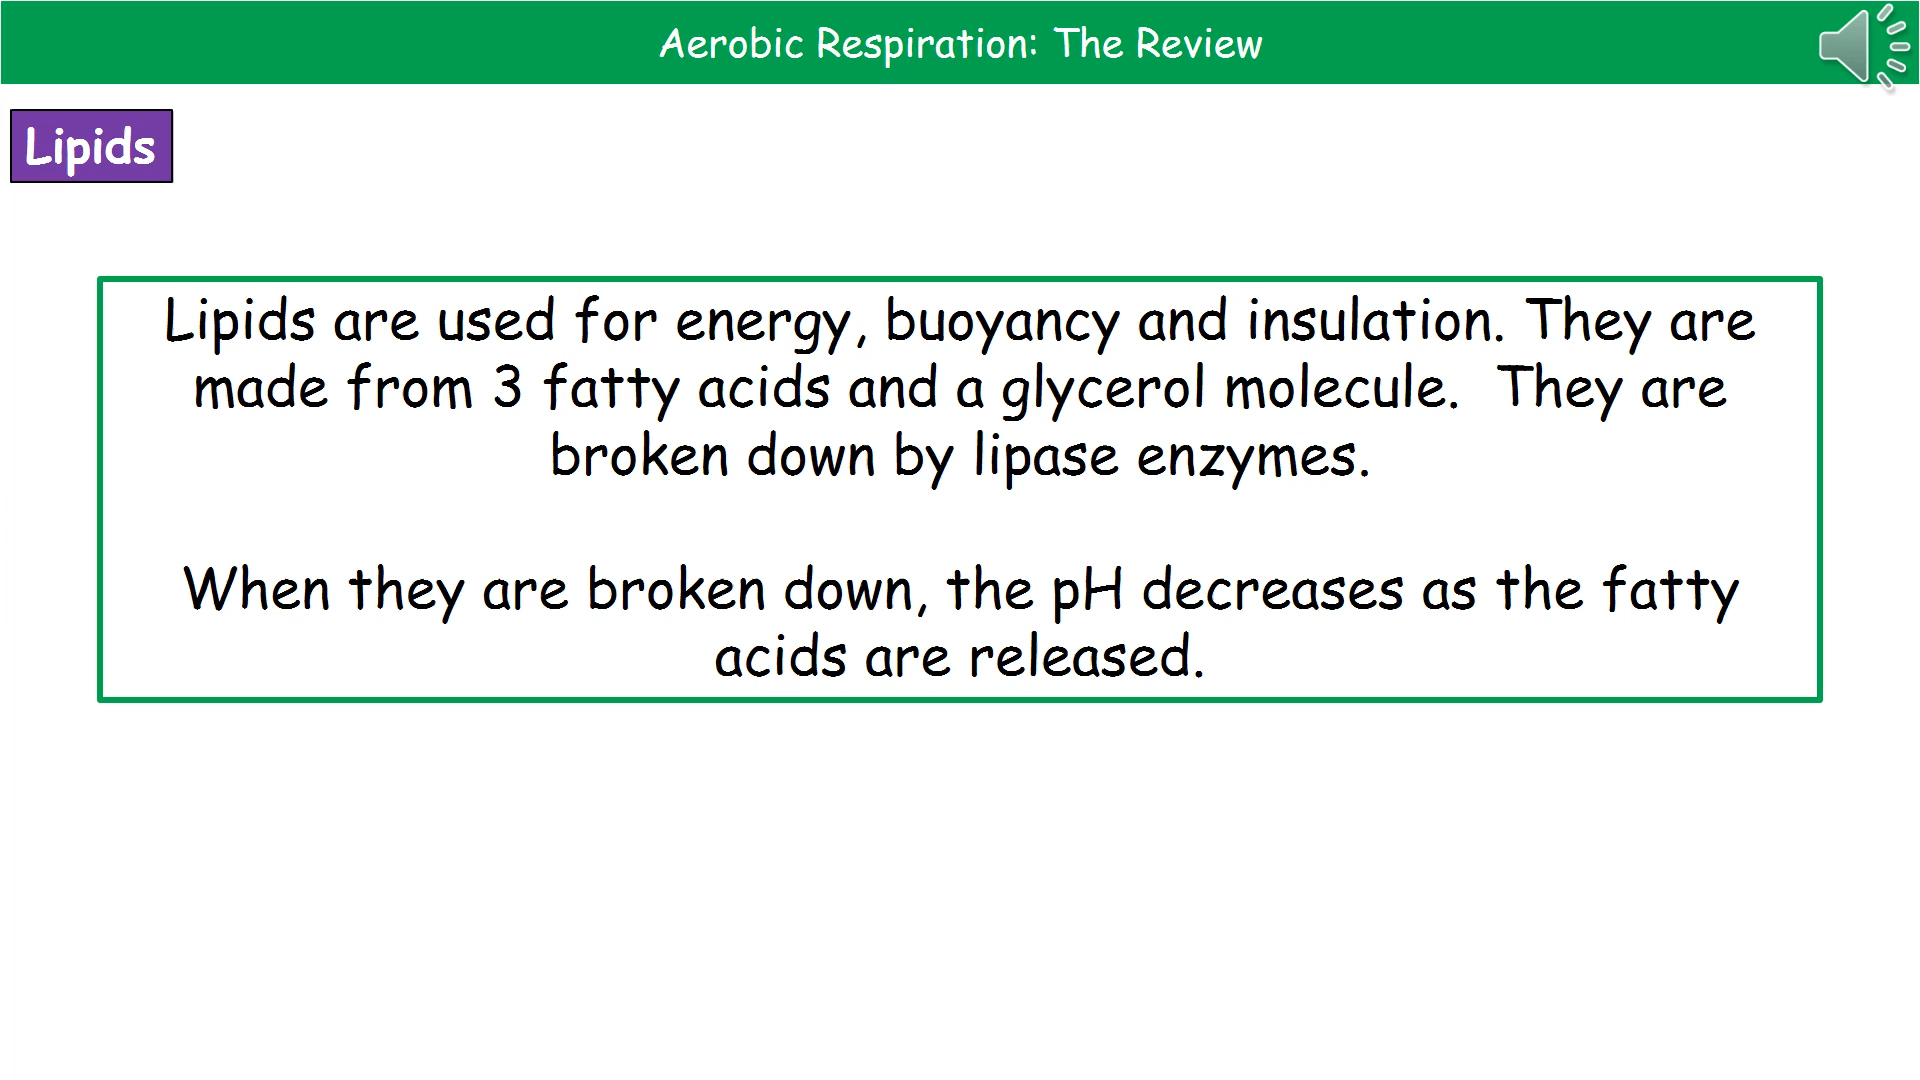 Aerobic Respiration: The Review
Lipids
Lipids are used for energy, buoyancy and insulation. They are
made from 3 fatty acids and a glycerol molecule.  They are
broken down by lipase enzymes.
When they are broken down, the pH decreases as the fatty
acids are released.